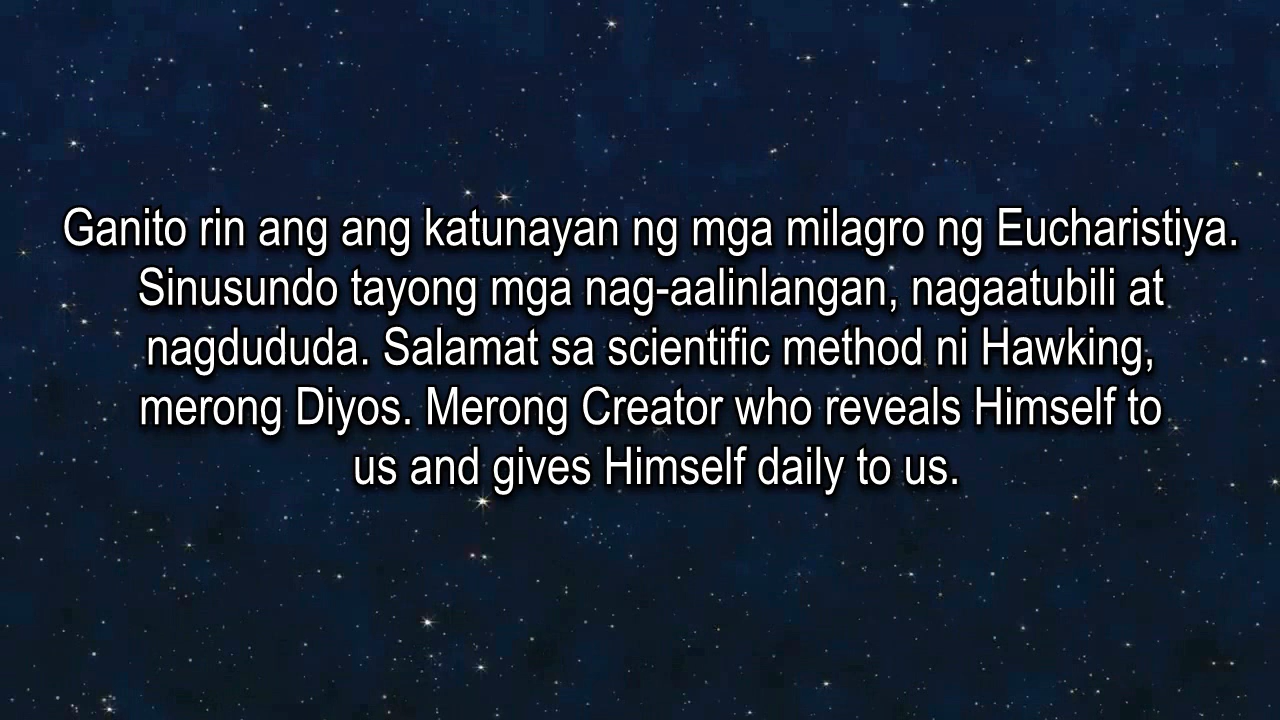 Ganito rin ang ang katunayan ng mga milagro ng Eucharistiya.
Sinusundo tayong mga nag-aalinlangan, nagaatubili at
nagdududa. Salamat sa scientific method ni Hawking,
merong Diyos. Merong Creator who reveals Himself to
us and gives Himself daily to us.